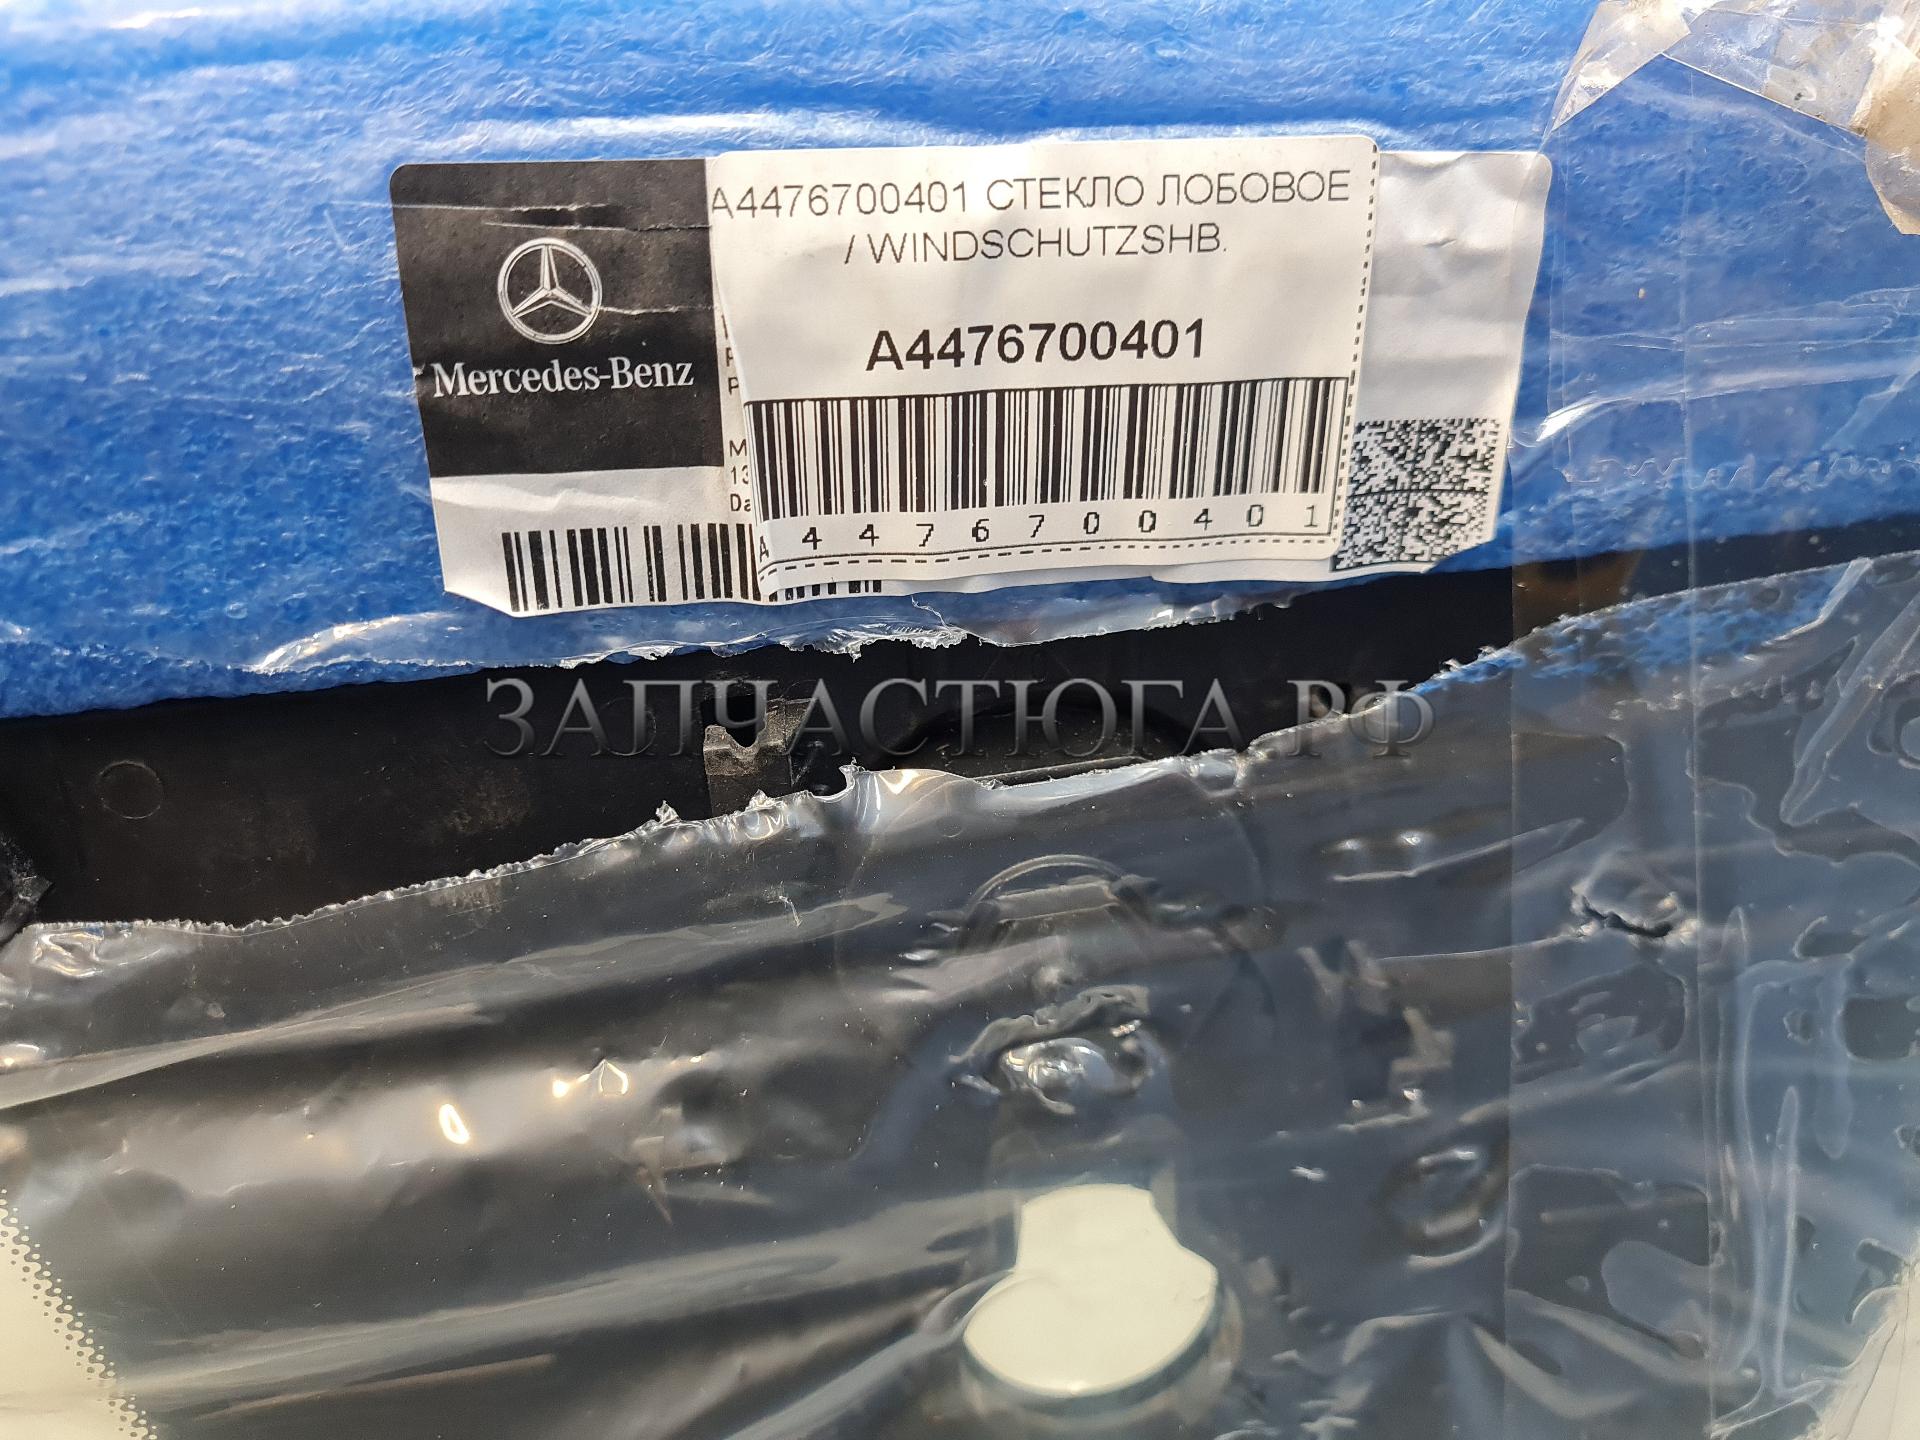 A4476700401 СТЕКЛО ЛОБОВОЕ
/ WINDSCHUTZSHB.
Mercedes-Benz
A4476700401
A 4 4 7 6 7 0 0 4 0 1
ЗАПЧАСТЮГА.РФ